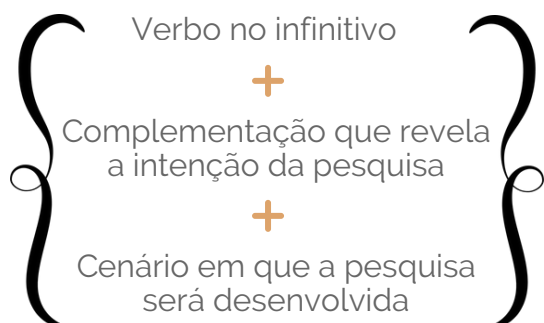 Verbo no infinitivo
+
Complementação que revela
a intenção da pesquisa
+
Cenário em que a pesquisa
será desenvolvida